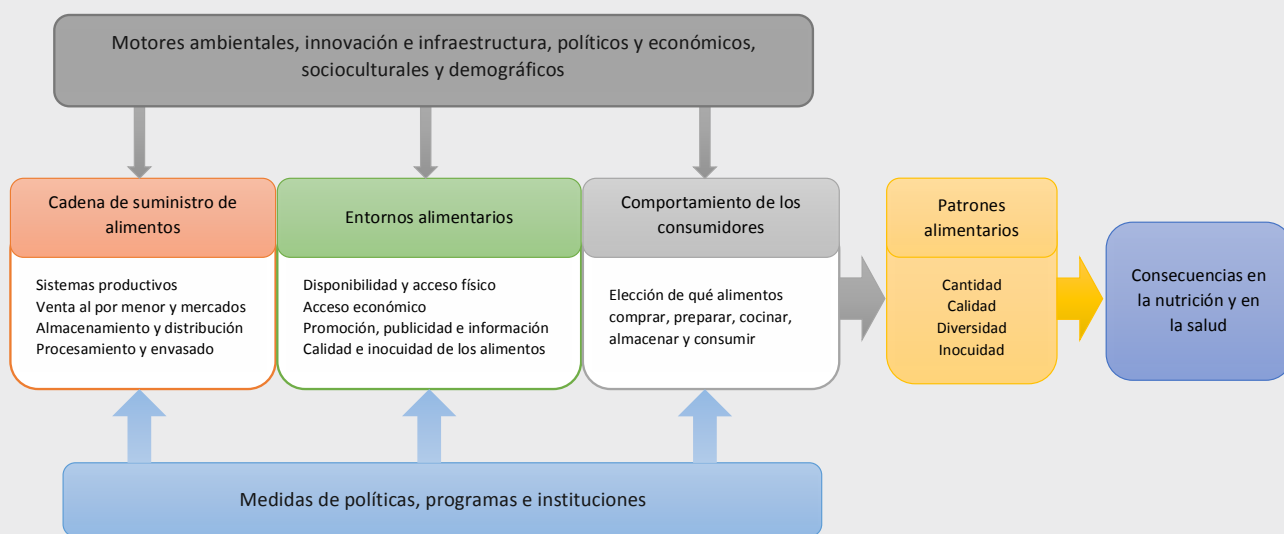 Motores ambientales, innovación e infraestructura, políticos y económicos,
socioculturales y demográficos
Cadena de suministro de
alimentos
Sistemas productivos
Venta al por menor y mercados
Almacenamiento y distribución
Procesamiento y envasado
Entornos alimentarios
Disponibilidad y acceso físico
Acceso económico
Promoción, publicidad e información
Calidad e inocuidad de los alimentos
Comportamiento de los
consumidores
Elección de qué alimentos
comprar, preparar, cocinar,
almacenar y consumir
Patrones
alimentarios
Cantidad
Calidad
Diversidad
Inocuidad
Consecuencias en
la nutrición y en
la salud
Medidas de políticas, programas e instituciones